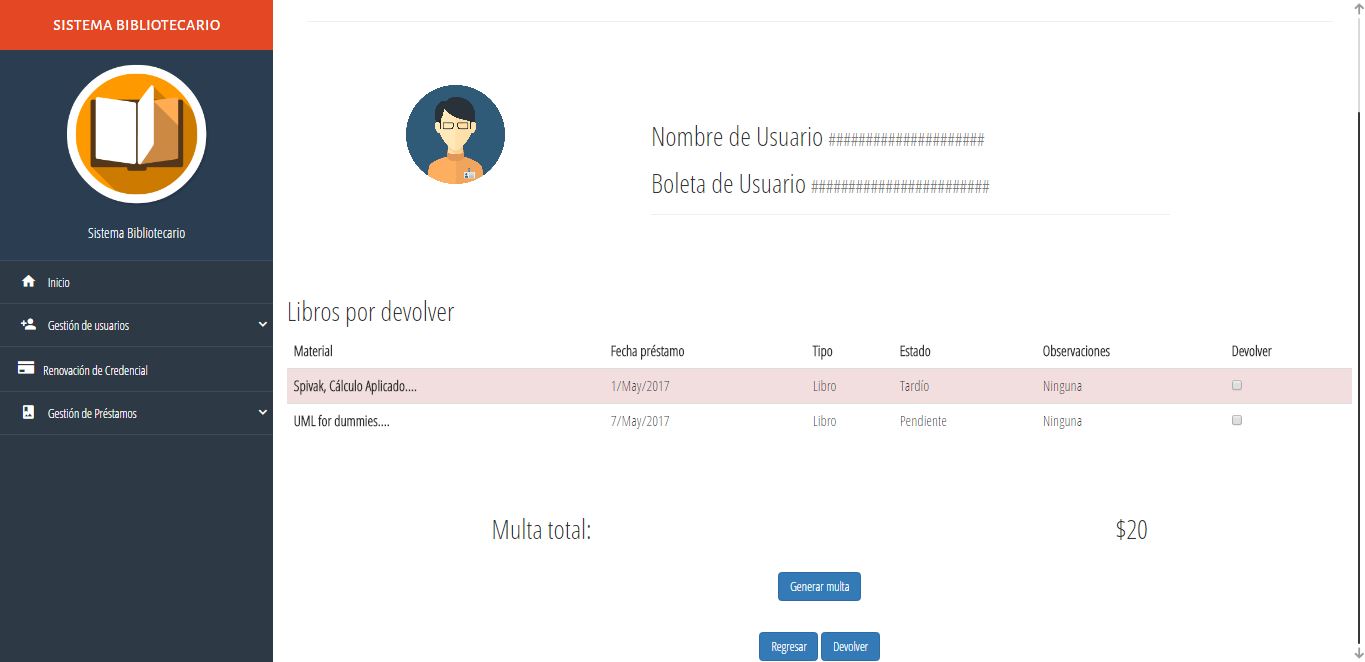 SISTEMA BIBLIOTECARIO
Sistema Bibliotecario
Inicio
Gestión de usuarios
Renovación de Credencial
Gestión de Préstamos
Nombre de Usuario #####################
Boleta de Usuario ########################
Libros por devolver
Material Fecha préstamo Tipo Estado Observaciones Devolver
Spivak, Cálculo Aplicado.... 1/May/2017 Libro Tardío Ninguna
UML for dummies.... 7/May/2017 Libro Pendiente Ninguna
Multa total: $20
Generar multa
Regresar Devolver